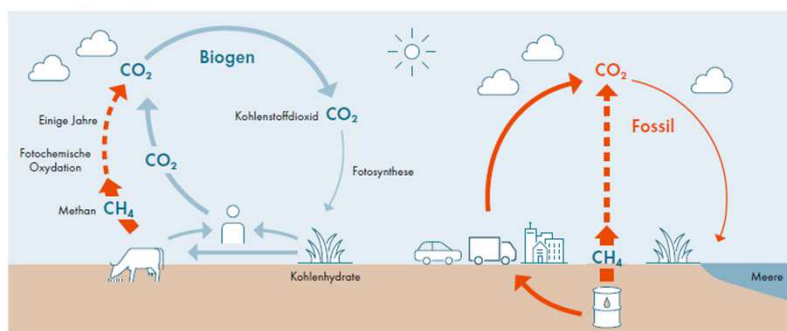 CO2
Biogen
CO2
Einige Jahre
Kohlenstoffdioxid CO2
Fossil
Fotochemische
Oxydation
CO2
Fotosynthese
Methan CH4
CH4
Kohlenhydrate
Meere